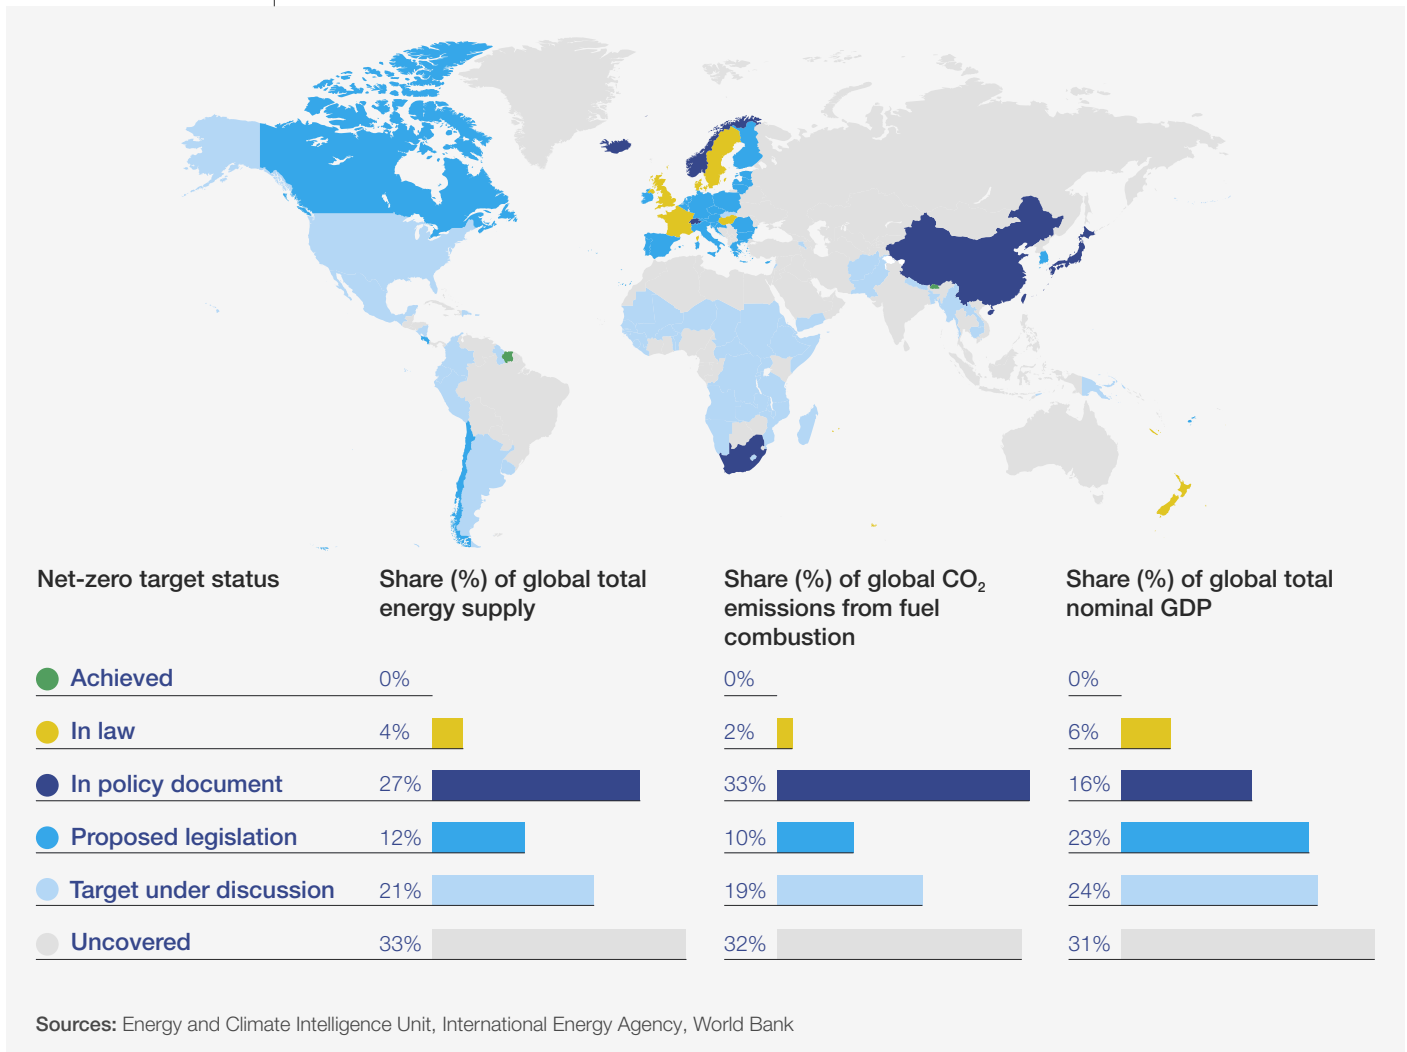 Net-zero target status
Share (%) of global total
energy supply
Share (%) of global CO₂
emissions from fuel
combustion
Share (%) of global total
nominal GDP
Achieved 0% 0% 0%
In law 4% 2% 6%
In policy document 27% 33% 16%
Proposed legislation 12% 10% 23%
Target under discussion 21% 19% 24%
Uncovered 33% 32% 31%
Sources: Energy and Climate Intelligence Unit, International Energy Agency, World Bank